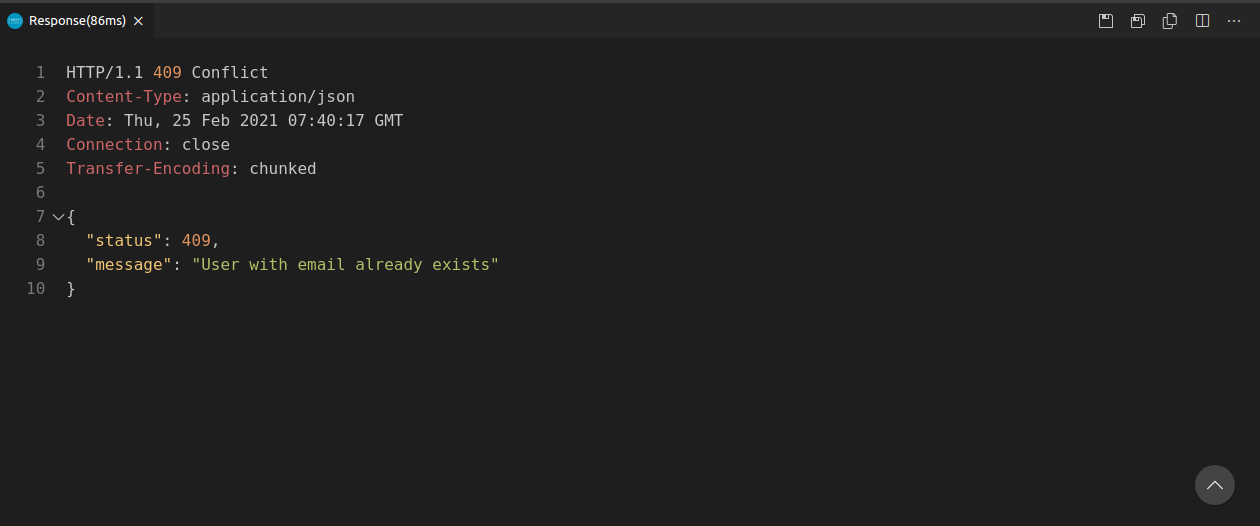 Response(86ms)
1 HTTP/1.1 409 Conflict
2 Content-Type: application/json
3 Date: Thu, 25 Feb 2021 07:40:17 GMT
4 Connection: close
5 Transfer-Encoding: chunked
6
7 {
8 "status": 409,
9 "message": "User with email already exists"
10 }